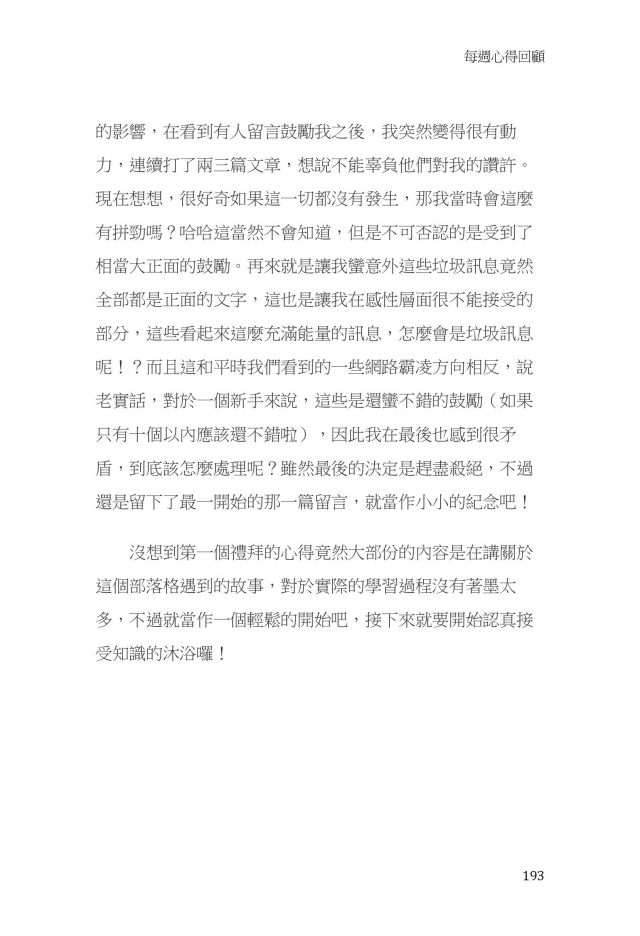 每週心得回顧
的影響，在看到有人留言鼓勵我之後，我突然變得很有動
力，連續打了兩三篇文章，想說不能辜負他們對我的讚許。
現在想想，很好奇如果這一切都沒有發生，那我當時會這麼
有拼勁嗎？哈哈這當然不會知道，但是不可否認的是受到了
相當大正面的鼓勵。再來就是讓我蠻意外這些垃圾訊息竟然
全部都是正面的文字，這也是讓我在感性層面很不能接受的
部分，這些看起來這麼充滿能量的訊息，怎麼會是垃圾訊息
呢！？而且這和平時我們看到的一些網路霸凌方向相反，說
老實話，對於一個新手來說，這些是還蠻不錯的鼓勵（如果
只有十個以內應該還不錯啦），因此我在最後也感到很矛
盾，到底該怎麼處理呢？雖然最後的決定是趕盡殺絕，不過
還是留下了最一開始的那一篇留言，就當作小小的紀念吧！
沒想到第一個禮拜的心得竟然大部份的內容是在講關於
這個部落格遇到的故事，對於實際的學習過程沒有著墨太
多，不過就當作一個輕鬆的開始吧，接下來就要開始認真接
受知識的沐浴囉！
193